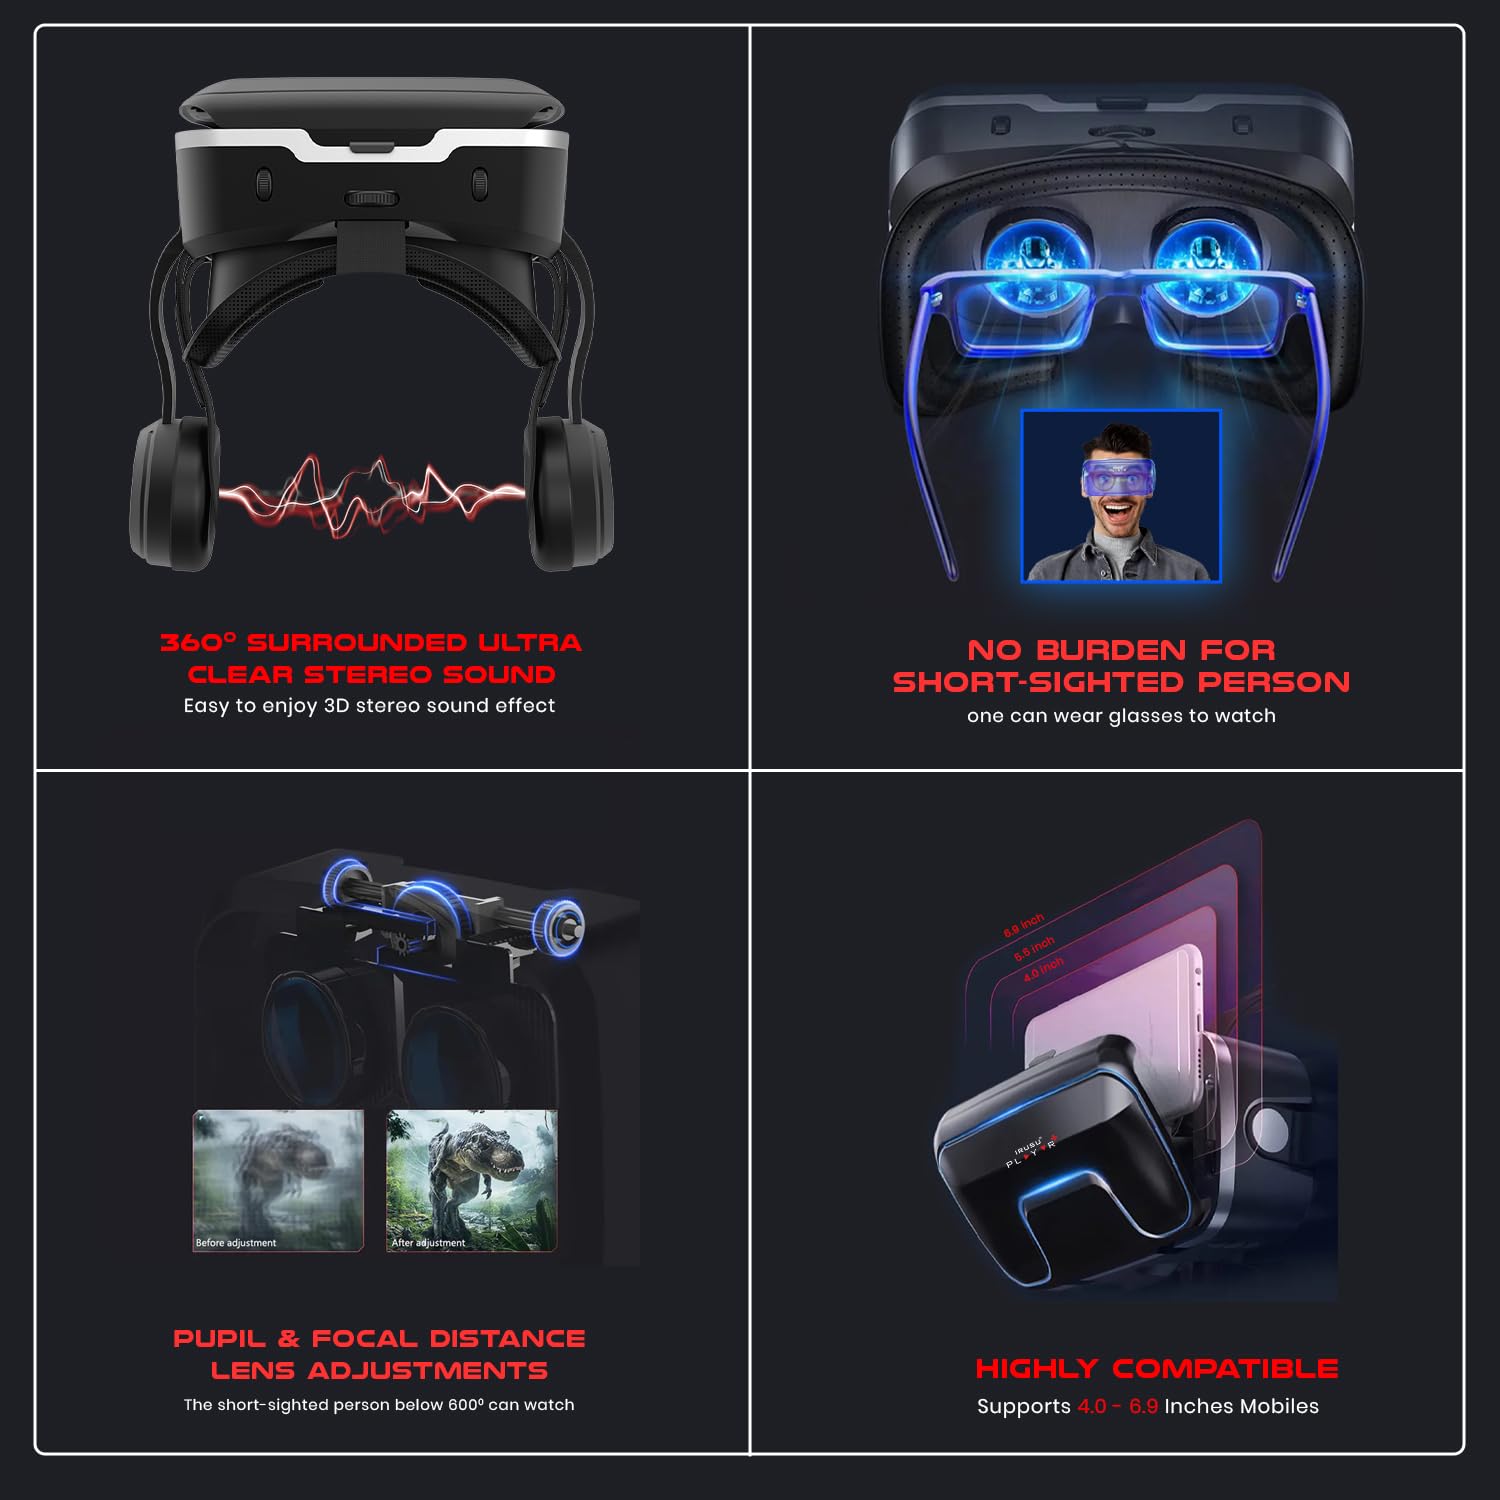 360° SURROUNDED ULTRA
CLEAR STEREO SOUND
Easy to enjoy 3D stereo sound effect
NO BURDEN FOR
SHORT-SIGHTED PERSON
one can wear glasses to watch
Before adjustment
After adjustment
PUPIL & FOCAL DISTANCE
LENS ADJUSTMENTS
The short-sighted person below 600⁰ can watch
6.9 inch
6.6 inch
4.0 inch
IRUSU
PLAYER
HIGHLY COMPATIBLE
Supports 4.0 - 6.9 Inches Mobiles